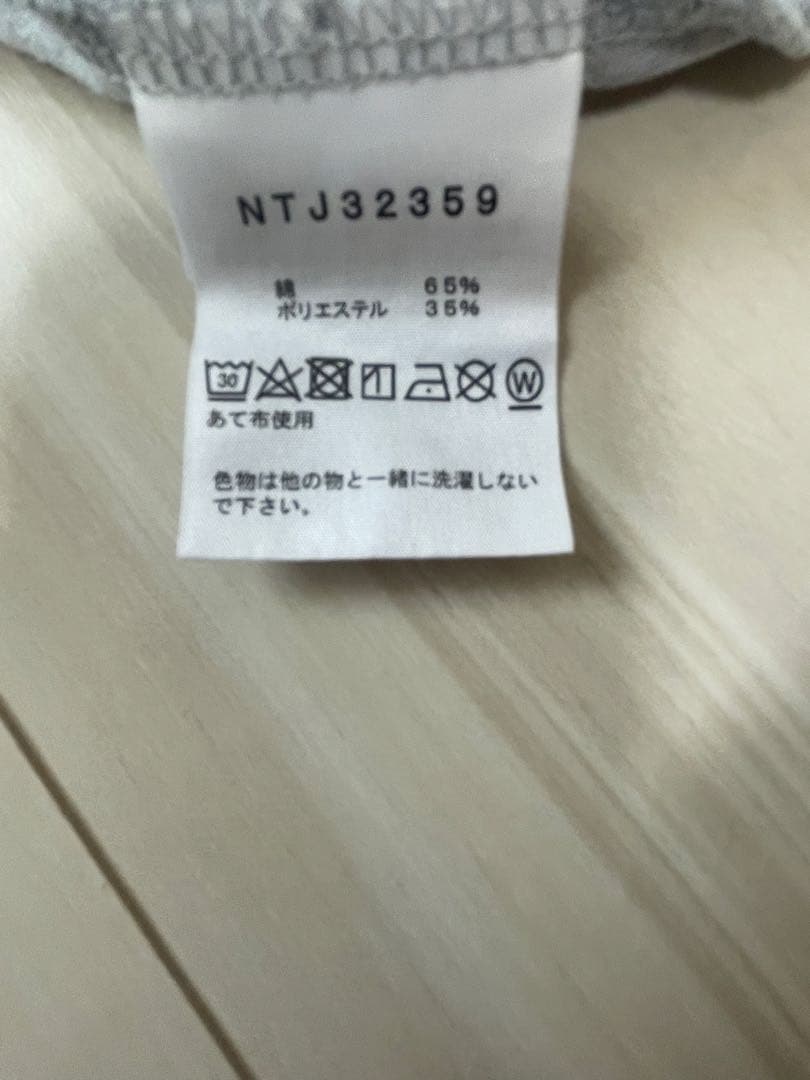 NTJ32359
綿 65%
ポリエステル 35%
30 W
あて布使用
色物は他の物と一緒に洗濯しない
で下さい。